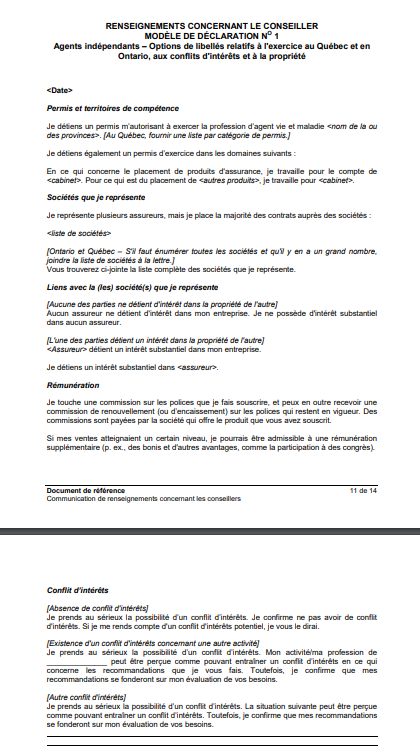 RENSEIGNEMENTS CONCERNANT LE CONSEILLER
MODÈLE DE DÉCLARATION NO 1
Agents indépendants – Options de libellés relatifs à l'exercice au Québec et en
Ontario, aux conflits d'intérêts et à la propriété
<Date>
Permis et territoires de compétence
Je détiens un permis m'autorisant à exercer la profession d'agent vie et maladie <nom de la ou
des provinces>. [Au Québec, fournir une liste par catégorie de permis.]
Je détiens également un permis d'exercice dans les domaines suivants :
En ce qui concerne le placement de produits d'assurance, je travaille pour le compte de
<cabinet>. Pour ce qui est du placement de <autres produits>, je travaille pour <cabinet>.
Sociétés que je représente
Je représente plusieurs assureurs, mais je place la majorité des contrats auprès des sociétés :
<liste de sociétés>
[Ontario et Québec – S'il faut énumérer toutes les sociétés et qu'il y en a un grand nombre,
joindre la liste de sociétés à la lettre.]
Vous trouverez ci-jointe la liste complète des sociétés que je représente.
Liens avec la (les) société(s) que je représente
[Aucune des parties ne détient d'intérêt dans la propriété de l'autre]
Aucun assureur ne détient d'intérêt dans mon entreprise. Je ne possède d'intérêt substantiel
dans aucun assureur.
[L'une des parties détient un intérêt dans la propriété de l'autre]
<Assureur> détient un intérêt substantiel dans mon entreprise.
Je détiens un intérêt substantiel dans <assureur>.
Rémunération
Je touche une commission sur les polices que je fais souscrire, et peux en outre recevoir une
commission de renouvellement (ou d'encaissement) sur les polices qui restent en vigueur. Des
commissions sont payées par la société qui offre le produit que vous avez souscrit.
Si mes ventes atteignaient un certain niveau, je pourrais être admissible à une rémunération
supplémentaire (p. ex., des bonis et d'autres avantages, comme la participation à des congrès).
Document de référence 11 de 14
Communication de renseignements concernant les conseillers
Conflit d'intérêts
[Absence de conflit d'intérêts]
Je prends au sérieux la possibilité d'un conflit d'intérêts. Je confirme ne pas avoir de conflit
d'intérêts. Si je me rends compte d'un conflit potentiel, je vous le dirai.
[Existence d'un conflit d'intérêts concernant une autre activité]
Je prends au sérieux la possibilité d'un conflit d'intérêts. Mon activité/ma profession de
______________ peut être perçue comme pouvant entraîner un conflit d'intérêts en ce qui
concerne les recommandations que je vous fais. Toutefois, je confirme que mes
recommandations se fonderont sur mon évaluation de vos besoins.
[Autre conflit d'intérêts]
Je prends au sérieux la possibilité d'un conflit d'intérêts. La situation suivante peut être perçue
comme pouvant entraîner un conflit d'intérêts. Toutefois, je confirme que mes recommandations
se fonderont sur mon évaluation de vos besoins.